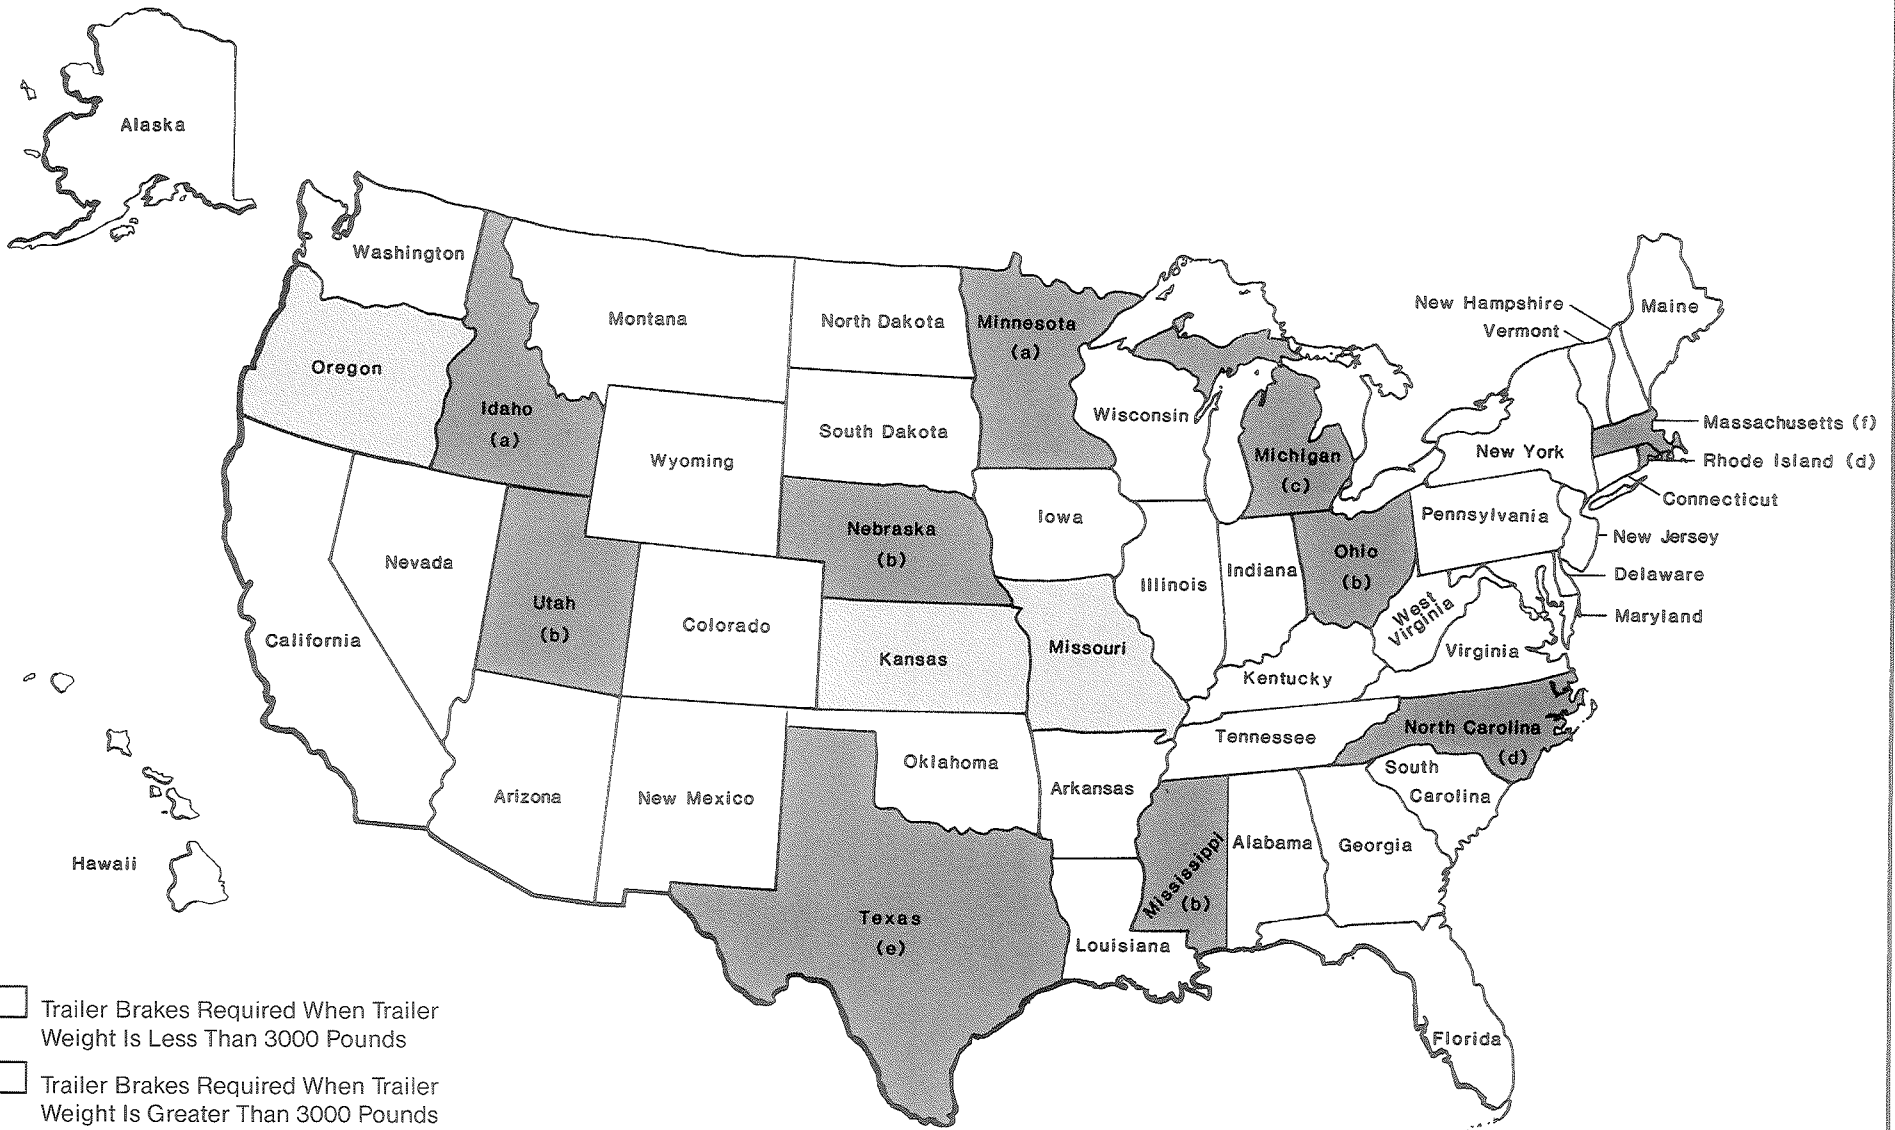 Alaska
Washington
Montana
North Dakota
Minnesota
(a)
New Hampshire
Vermont
Maine
Oregon
Idaho
(a)
Wyoming
South Dakota
Wisconsin
Michigan
(c)
New York
Massachusetts (f)
Rhode Island (d)
Connecticut
New Jersey
Delaware
Maryland
Pennsylvania
Nebraska
(b)
Iowa
Illinois
Indiana
Ohio
(b)
West
Virginia
Virginia
Nevada
Utah
(b)
Colorado
California
Kansas
Missouri
Kentucky
North Carolina
(d)
Tennessee
South
Carolina
Arizona
New Mexico
Oklahoma
Arkansas
Mississippi
(b)
Alabama
Georgia
Hawaii
Texas
(e)
Louisiana
Florida
Trailer Brakes Required When Trailer
Weight Is Less Than 3000 Pounds
Trailer Brakes Required When Trailer
Weight Is Greater Than 3000 Pounds